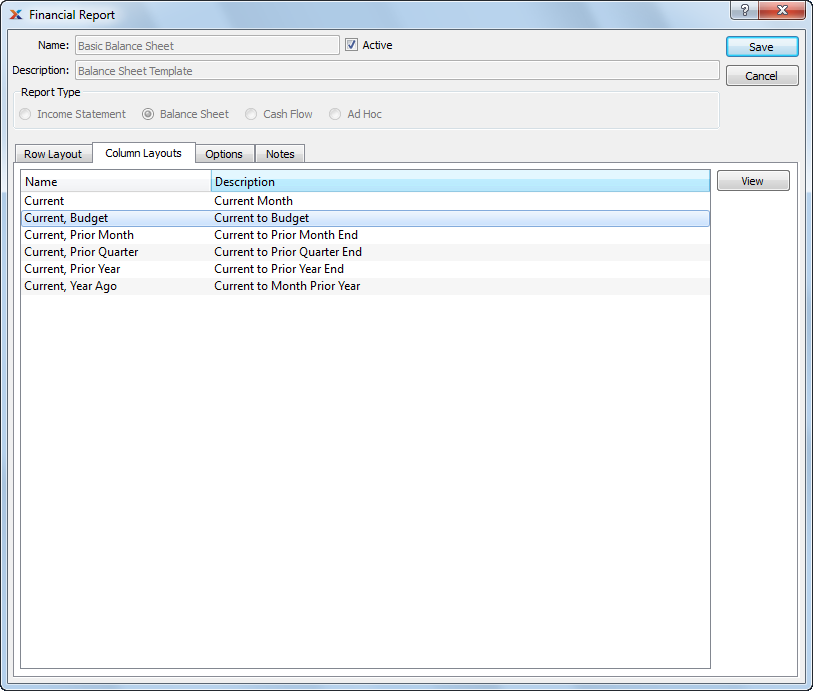 Financial Report
?
Name: Basic Balance Sheet Active Save
Description: Balance Sheet Template Cancel
Report Type
Income Statement Balance Sheet Cash Flow Ad Hoc
Row Layout Column Layouts Options Notes
Name Description View
Current Current Month
Current, Budget Current to Budget
Current, Prior Month Current to Prior Month End
Current, Prior Quarter Current to Prior Quarter End
Current, Prior Year Current to Prior Year End
Current, Year Ago Current to Month Prior Year